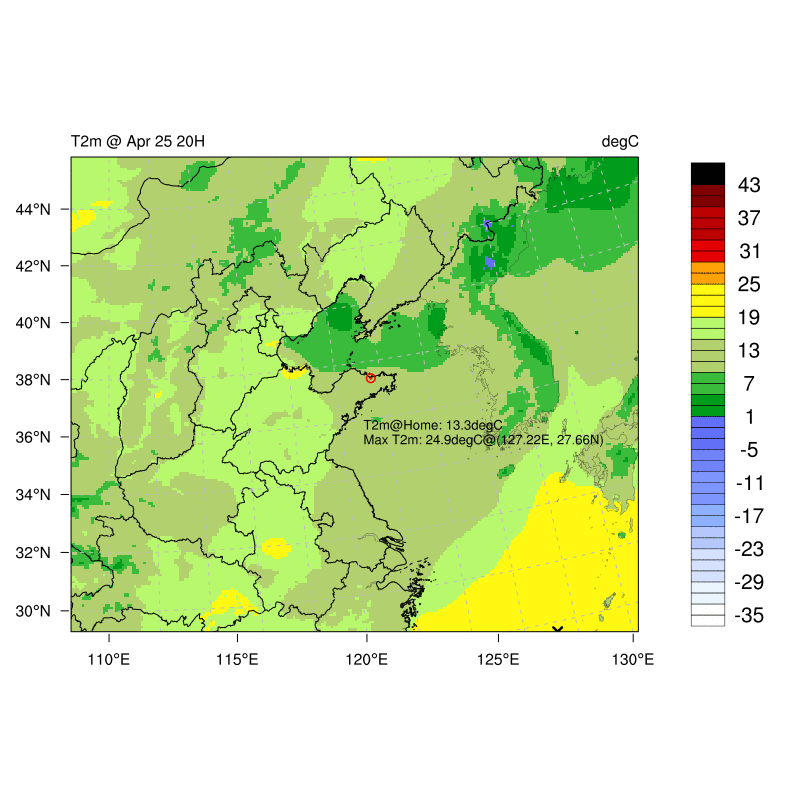 T2m @ Apr 25 20H
degC
44°N
42°N
40°N
38°N
36°N
34°N
32°N
30°N
110°E
115°E
120°E
125°E
130°E
T2m@Home: 13.3degC
Max T2m: 24.9degC@(127.22E, 27.66N)
43
37
31
25
19
13
7
1
-5
-11
-17
-23
-29
-35